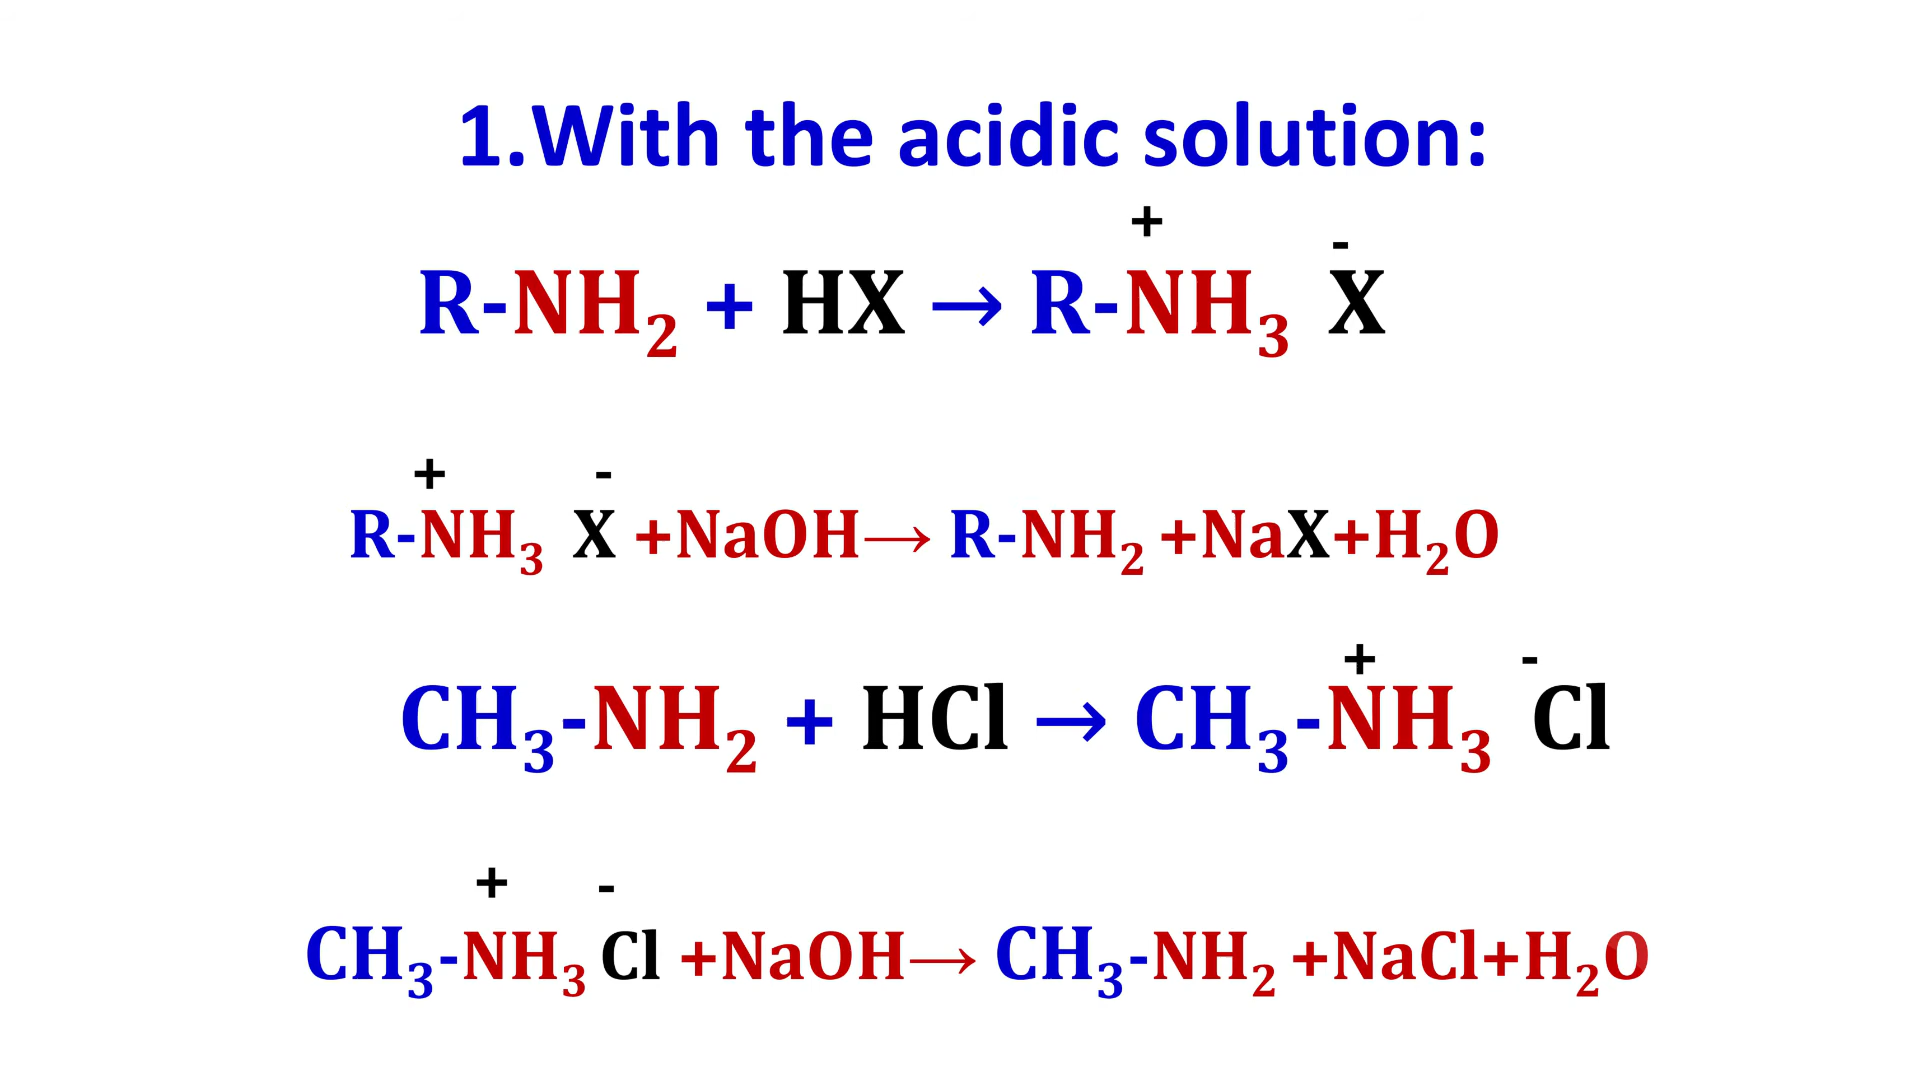 1.With the acidic solution:
+ -
R-NH₂ + HX → R-NH₃ X
+ -
R-NH₃ X +NaOH→ R-NH₂ +NaX+H₂O
+ -
CH₃-NH₂ + HCl → CH₃-NH₃ Cl
+ -
CH₃-NH₃ Cl +NaOH→ CH₃-NH₂ +NaCl+H₂O